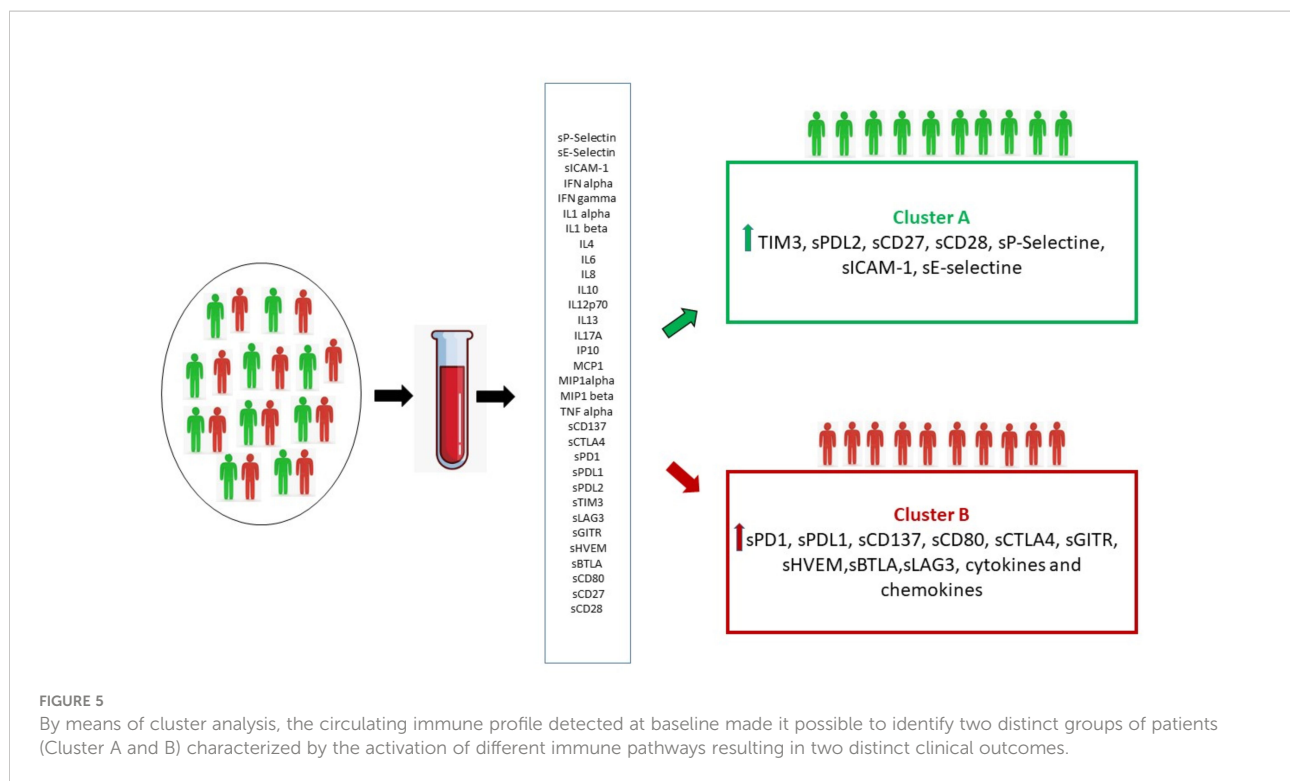 sP-Selectin
sE-Selectin
sICAM-1
IFN alpha
IFN gamma
IL1 alpha
IL1 beta
IL4
IL6
IL8
IL10
IL12p70
IL13
IL17A
IP10
MCP1
MIP1alpha
MIP1 beta
TNF alpha
sCD137
sCTLA4
sPD1
sPDL1
sPDL2
sTIM3
sLAG3
sGITR
sHVEM
sBTLA
sCD80
sCD27
sCD28
Cluster A
TIM3, sPDL2, sCD27, sCD28, sP-Selectine,
sICAM-1, sE-selectine
Cluster B
sPD1, sPDL1, sCD137, sCD80, sCTLA4, sGITR,
sHVEM,sBTLA,sLAG3, cytokines and
chemokines
FIGURE 5
By means of cluster analysis, the circulating immune profile detected at baseline made it possible to identify two distinct groups of patients
(Cluster A and B) characterized by the activation of different immune pathways resulting in two distinct clinical outcomes.